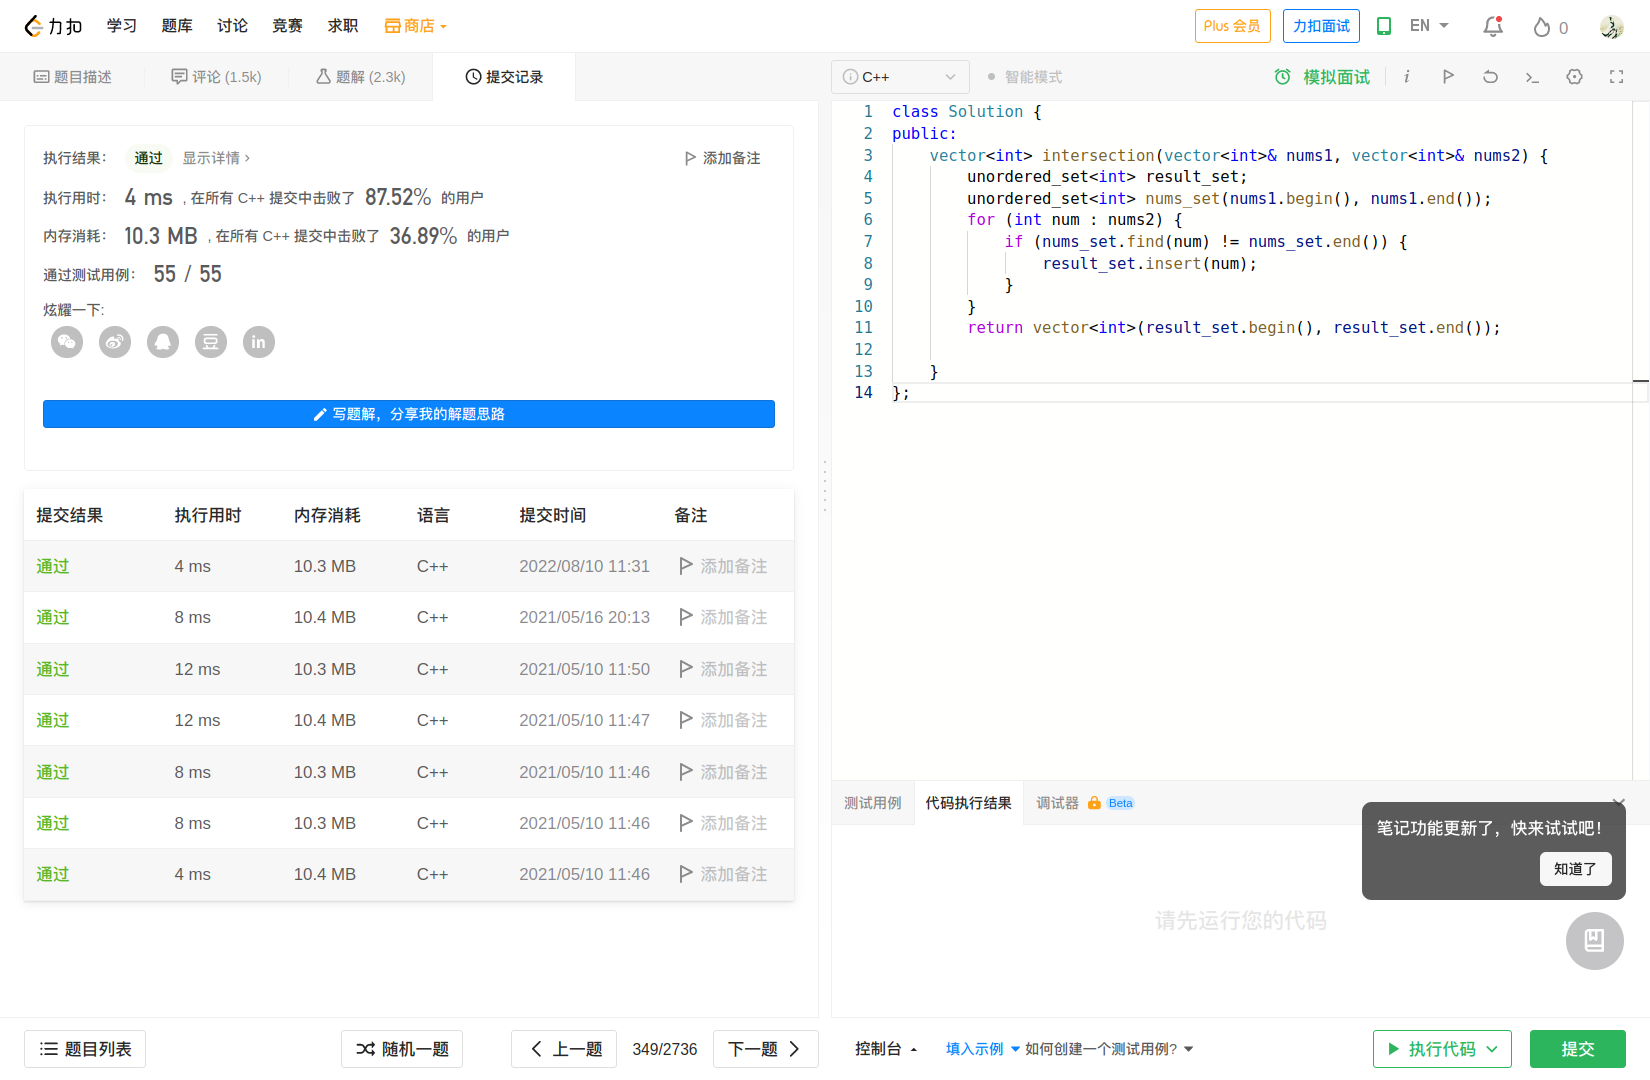 力扣 学习 题库 讨论 竞赛 求职 商店 Plus 会员 力扣面试 EN 0
题目描述 评论 (1.5k) 题解 (2.3k) 提交记录
执行结果： 通过 显示详情 › 添加备注
执行用时： 4 ms , 在所有 C++ 提交中击败了 87.52% 的用户
内存消耗： 10.3 MB , 在所有 C++ 提交中击败了 36.89% 的用户
通过测试用例： 55 / 55
炫耀一下:
写题解，分享我的解题思路
提交结果 执行用时 内存消耗 语言 提交时间 备注
通过 4 ms 10.3 MB C++ 2022/08/10 11:31 添加备注
通过 8 ms 10.4 MB C++ 2021/05/16 20:13 添加备注
通过 12 ms 10.3 MB C++ 2021/05/10 11:50 添加备注
通过 12 ms 10.4 MB C++ 2021/05/10 11:47 添加备注
通过 8 ms 10.3 MB C++ 2021/05/10 11:46 添加备注
通过 8 ms 10.3 MB C++ 2021/05/10 11:46 添加备注
通过 4 ms 10.4 MB C++ 2021/05/10 11:46 添加备注
题目列表 随机一题 上一题 349/2736 下一题
C++ 智能模式 模拟面试
1 class Solution {
2 public:
3     vector<int> intersection(vector<int>& nums1, vector<int>& nums2) {
4         unordered_set<int> result_set;
5         unordered_set<int> nums_set(nums1.begin(), nums1.end());
6         for (int num : nums2) {
7             if (nums_set.find(num) != nums_set.end()) {
8                 result_set.insert(num);
9             }
10         }
11         return vector<int>(result_set.begin(), result_set.end());
12
13     }
14 };
测试用例 代码执行结果 调试器 Beta
笔记功能更新了，快来试试吧！
知道了
请先运行您的代码
控制台 填入示例 如何创建一个测试用例? 执行代码 提交